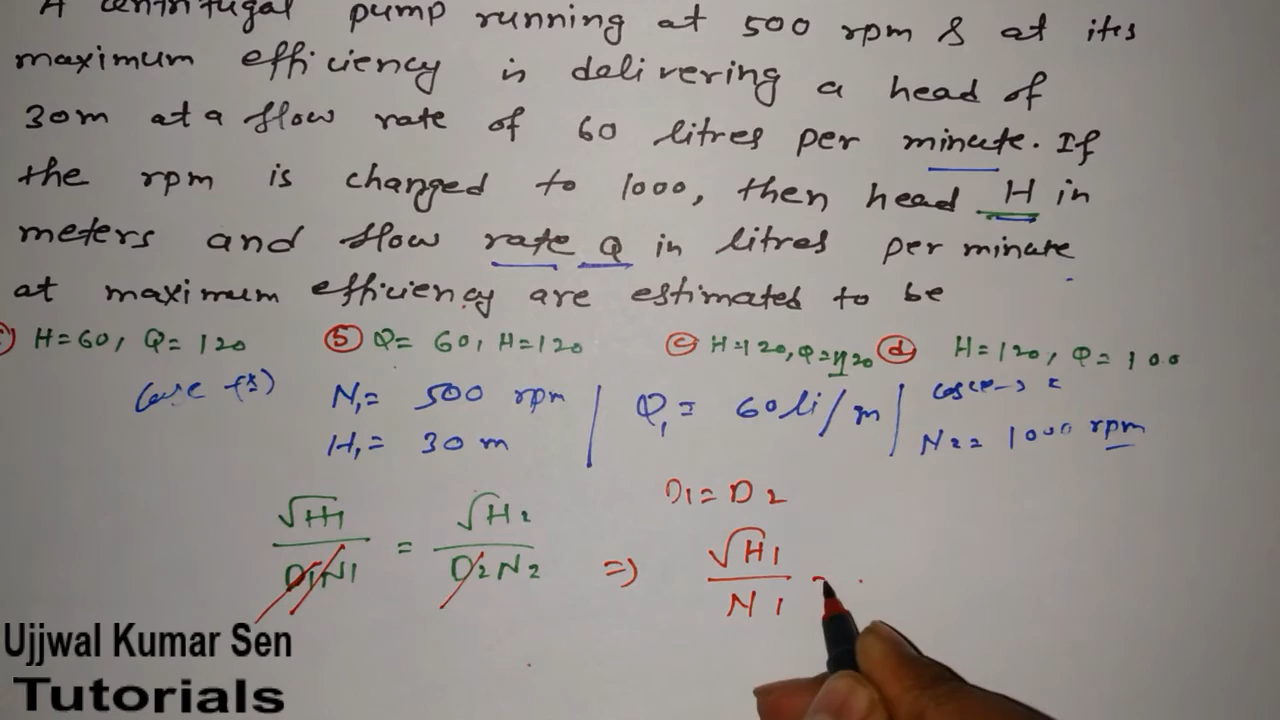 A centrifugal pump running at 500 rpm & at its
maximum efficiency is delivering a head of
30m at a flow rate of 60 litres per minute. If
the rpm is changed to 1000, then head H in
meters and flow rate Q in litres per minute
at maximum efficiency are estimated to be
H=60, Q=120 (b) Q=60, H=120 (c) H=120, Q=120 (d) H=120, Q=100
N1= 500 rpm | Q1= 60 li/m |
H1= 30 m N2= 1000 rpm
D1=D2
√H1/D1N1 = √H2/D2N2 => √H1/N1
Ujjwal Kumar Sen
Tutorials